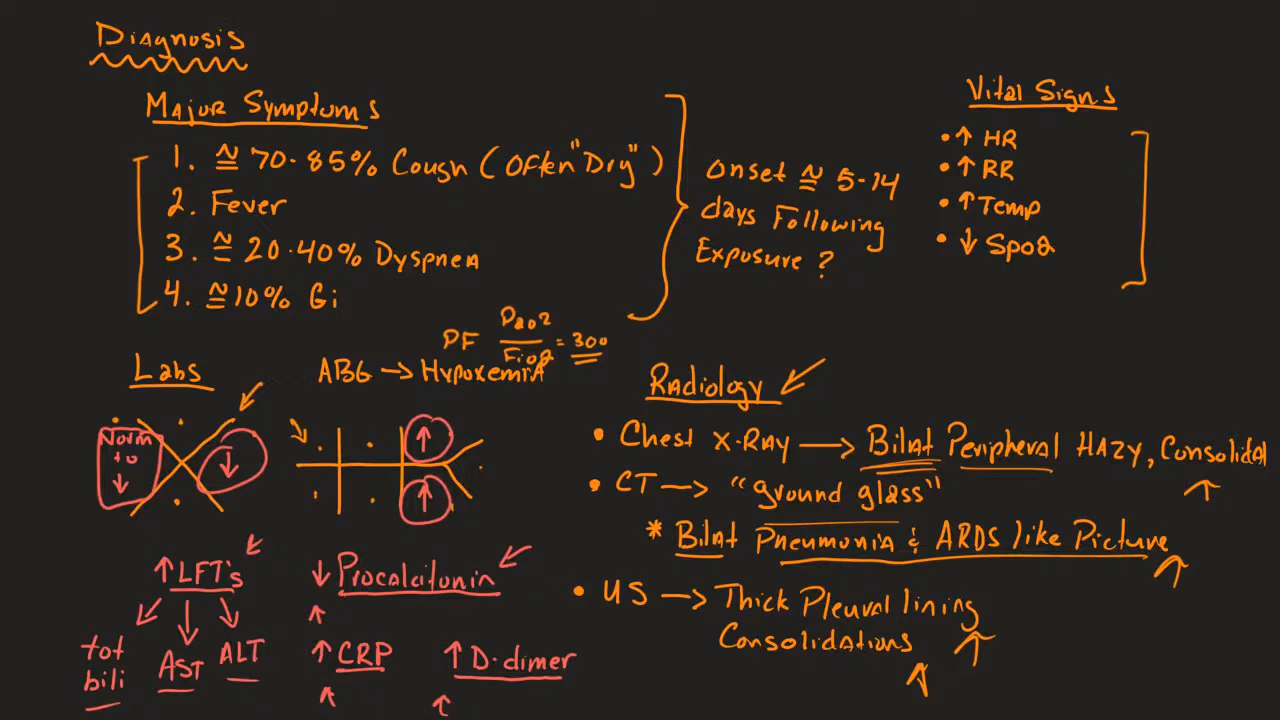 Diagnosis
Major Symptoms
1. ≅ 70-85% Cough (Often "Dry")
2. Fever
3. ≅ 20-40% Dyspnea
4. ≅ 10% Gi
Onset ≅ 5-14
days Following
Exposure ?
Vital Signs
• ↑ HR
• ↑ RR
• ↑ Temp
• ↓ SpO2
Labs
ABG → Hypoxemia
PF PaO2/FiO2 = 300
Norm
to
↓
↓
↑
↑
↑ LFT's
tot
bili
AST
ALT
↓ Procalcitonin
↑ CRP
↑ D-dimer
Radiology
• Chest X-Ray → Bilat Peripheral Hazy, Consolidat
• CT → "ground glass"
* Bilat Pneumonia & ARDS like Picture
• US → Thick Pleural lining
Consolidations